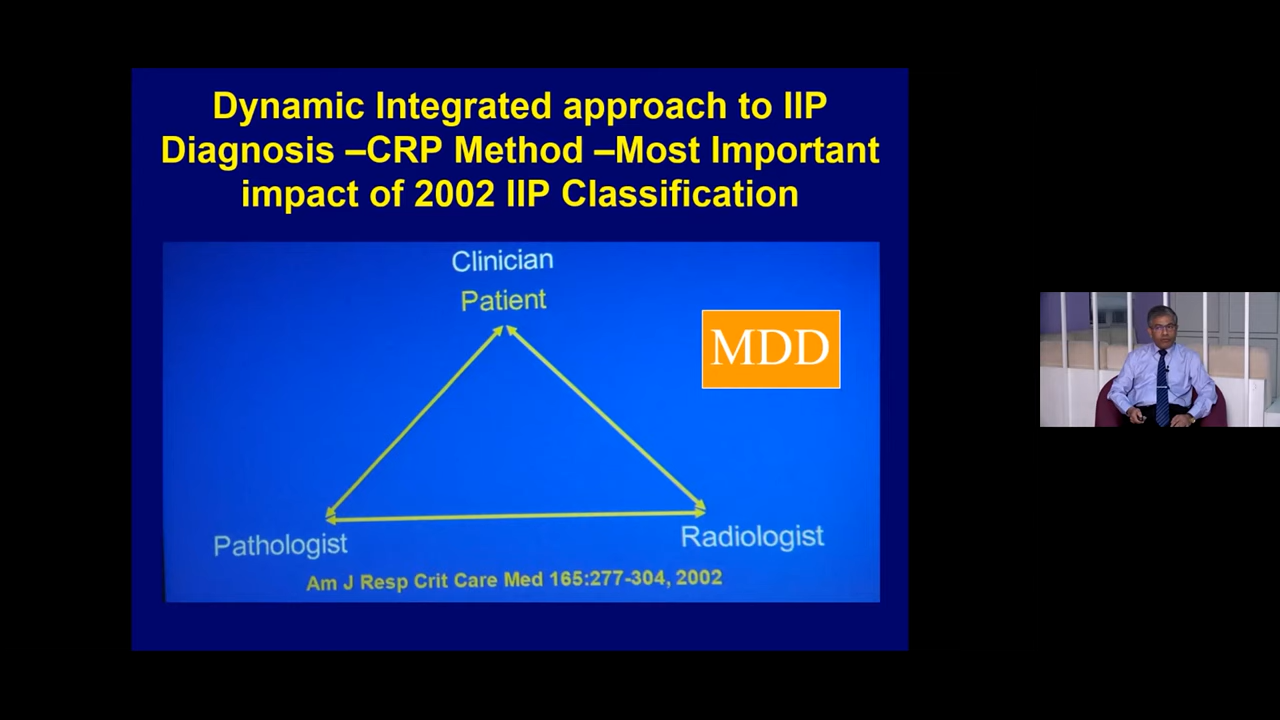 Dynamic Integrated approach to IIP
Diagnosis –CRP Method –Most Important
impact of 2002 IIP Classification
Clinician
Patient
MDD
Pathologist
Radiologist
Am J Resp Crit Care Med 165:277-304, 2002